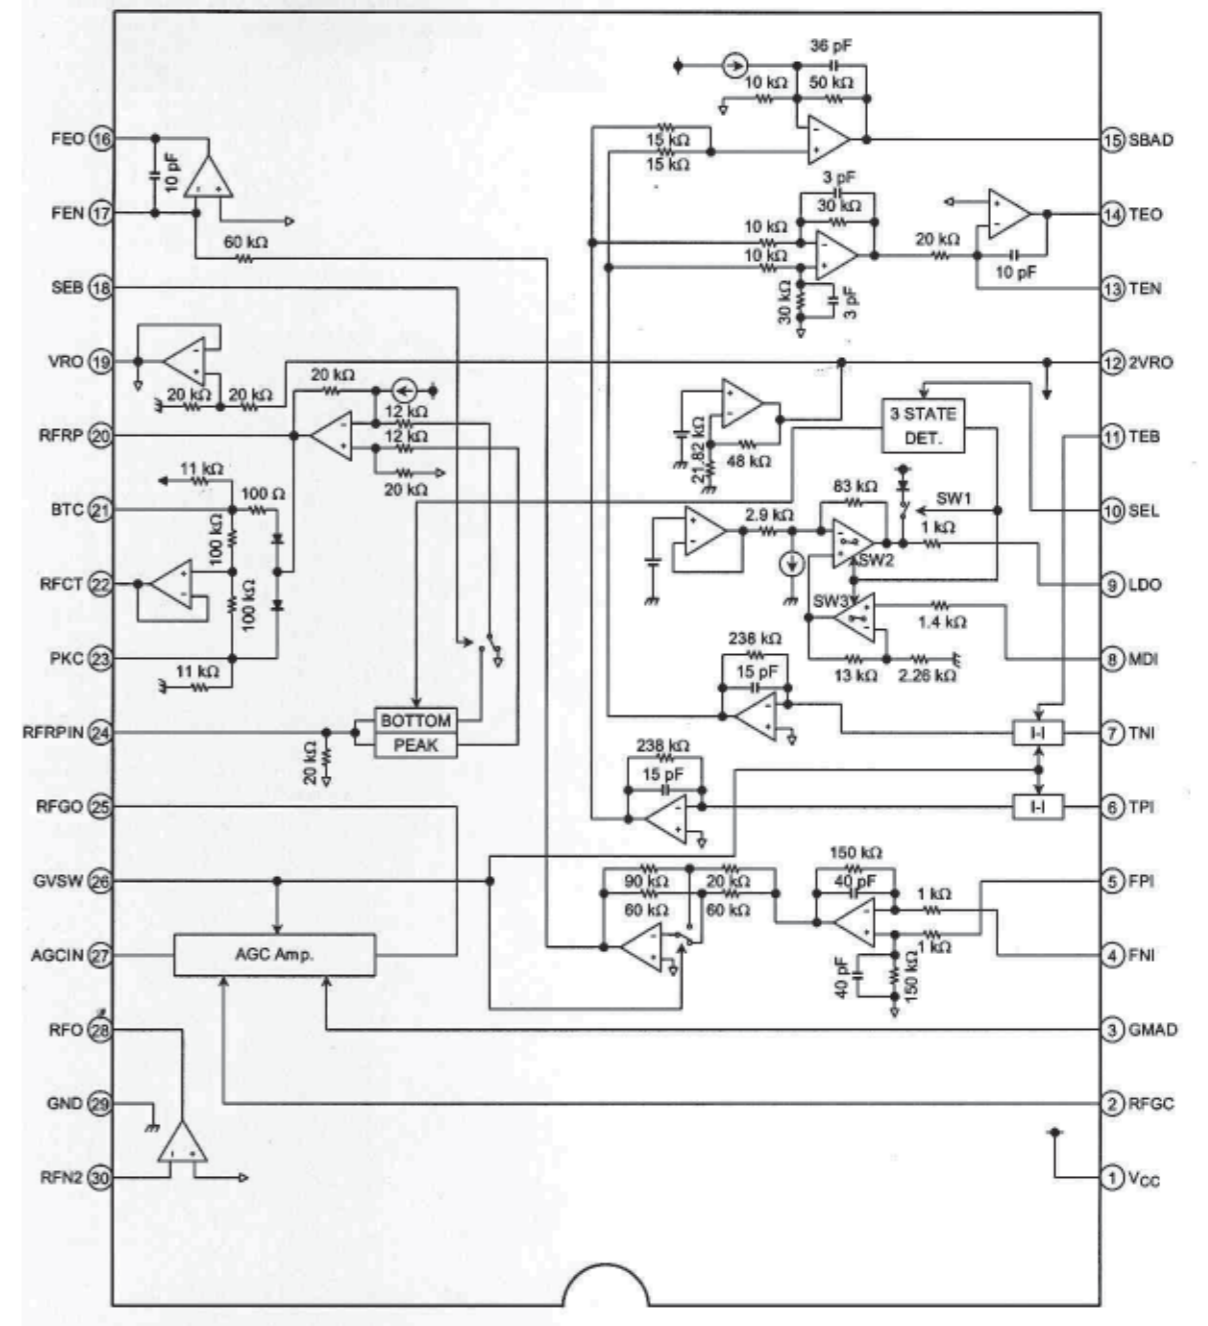 36 pF
10 kΩ 50 kΩ
FEO 16
15 kΩ
15 SBAD
10 pF
15 kΩ
3 pF
30 kΩ
FEN 17
14 TEO
10 kΩ
20 kΩ
60 kΩ
10 kΩ
10 pF
SEB 18
30 kΩ
3 pF
13 TEN
VRO 19
12 2VRO
20 kΩ
20 kΩ 20 kΩ
12 kΩ
3 STATE
DET.
RFRP 20
12 kΩ
21.82 kΩ
48 kΩ
11 TEB
11 kΩ
20 kΩ
100 Ω
83 kΩ
SW1
BTC 21
2.9 kΩ
1 kΩ
10 SEL
100 kΩ
SW2
RFCT 22
9 LDO
100 kΩ
SW3
1.4 kΩ
238 kΩ
PKC 23
8 MDI
11 kΩ
15 pF
13 kΩ 2.26 kΩ
BOTTOM
RFRPIN 24
I-I
7 TNI
PEAK
20 kΩ
238 kΩ
15 pF
RFGO 25
I-I
6 TPI
150 kΩ
GVSW 26
90 kΩ 20 kΩ
40 pF
5 FPI
1 kΩ
60 kΩ 60 kΩ
AGCIN 27
AGC Amp.
1 kΩ
4 FNI
40 pF
150 kΩ
RFO 28
3 GMAD
GND 29
2 RFGC
RFN2 30
1 VCC